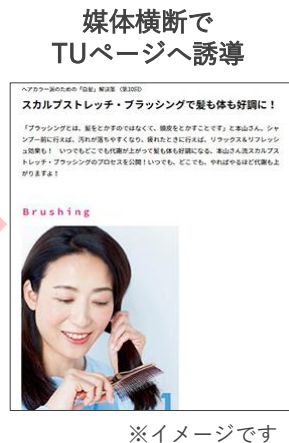 媒体横断で
TUページへ誘導
ヘアカラー派のための「白髪」解決策 〈第10回〉
スカルプストレッチ・ブラッシングで髪も体も好調に！
「ブラッシングとは、髪をとかすのではなくて、頭皮をとかすことです」と本山さん。シャ
ンプー前に行えば、汚れが落ちやすくなり、疲れたときに行えば、リラックス＆リフレッシ
ュ効果も！　いつでもどこでも代謝が上がって髪も体も好調になる、本山さん流スカルプス
トレッチ・ブラッシングのプロセスを公開！いつでも、どこでも、やればやるほど代謝も上
がりますよ！
Brushing
1
※イメージです